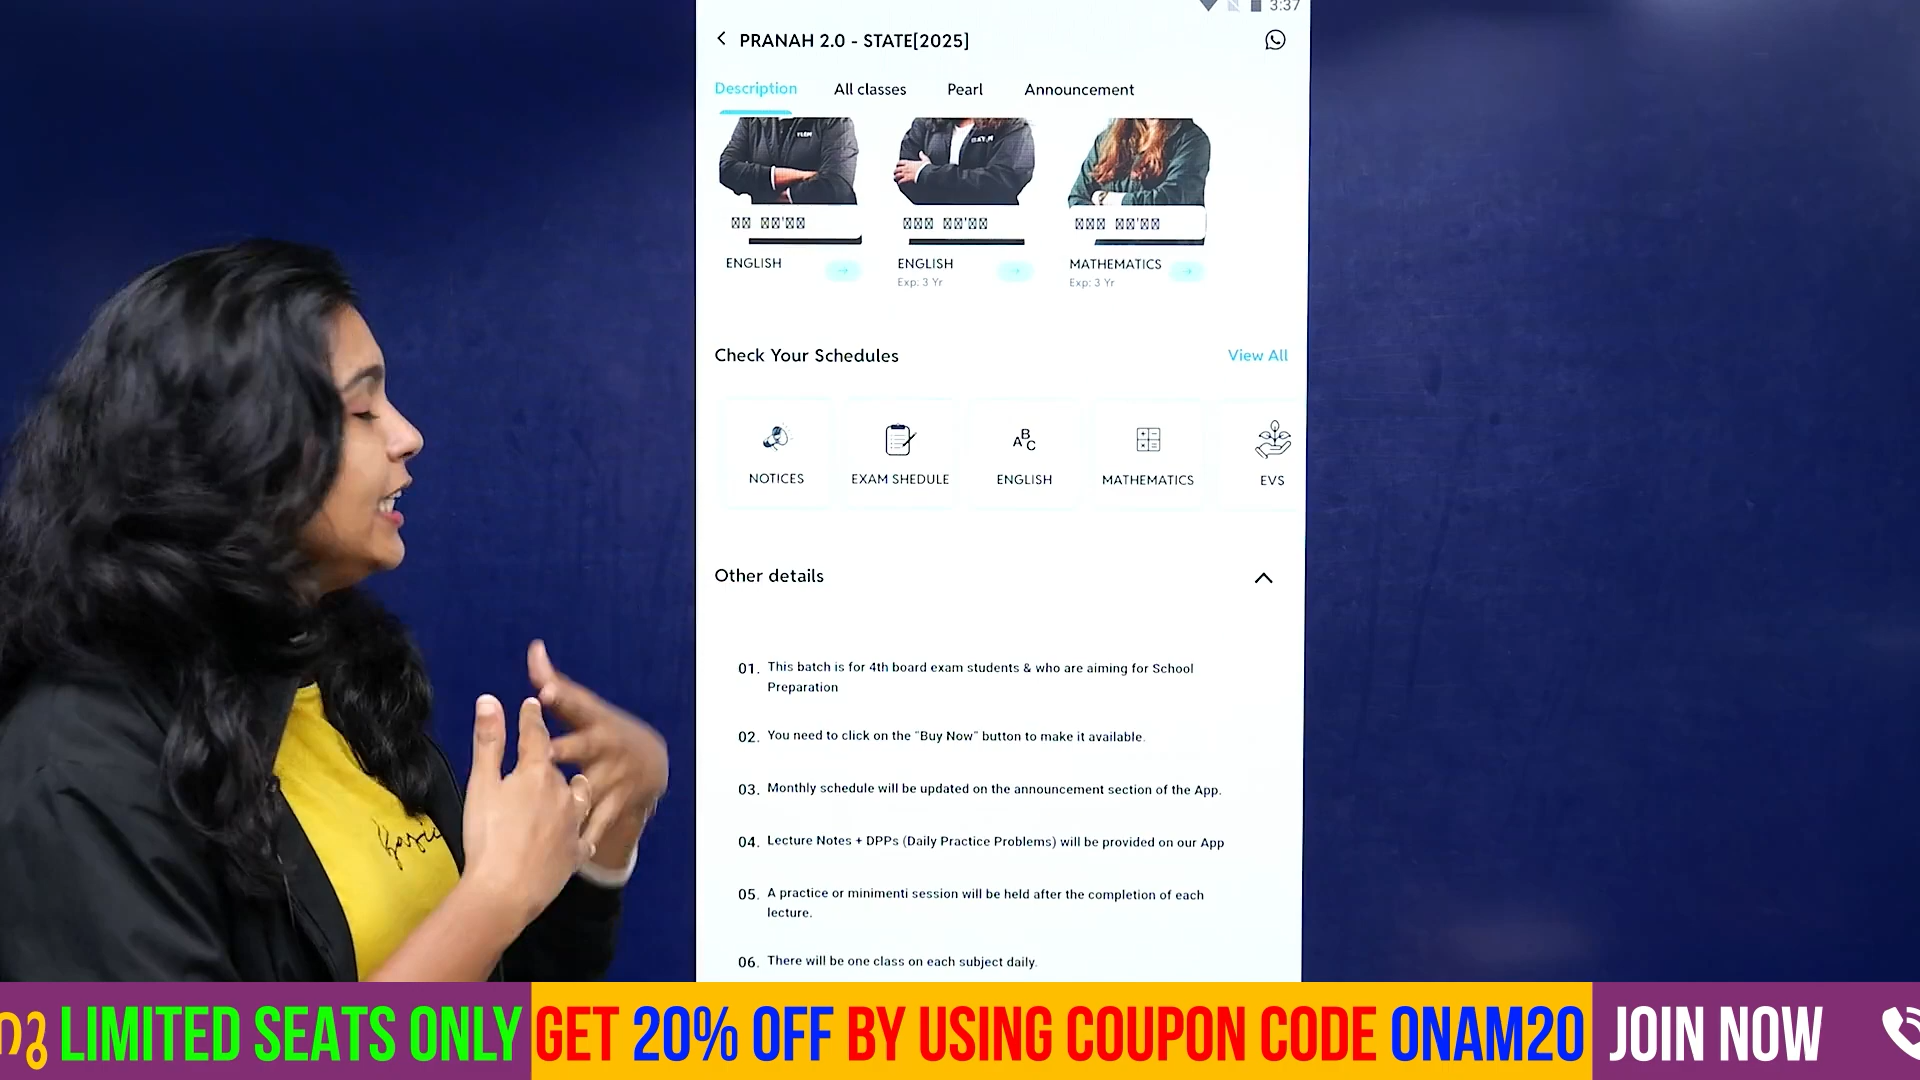 3:37
PRANAH 2.0 - STATE[2025]
Description
All classes
Pearl
Announcement
ENGLISH
ENGLISH
Exp: 3 Yr
MATHEMATICS
Exp: 3 Yr
Check Your Schedules
View All
NOTICES
EXAM SHEDULE
ENGLISH
MATHEMATICS
EVS
Other details
01. This batch is for 4th board exam students & who are aiming for School
Preparation
02. You need to click on the "Buy Now" button to make it available.
03. Monthly schedule will be updated on the announcement section of the App.
04. Lecture Notes + DPPs (Daily Practice Problems) will be provided on our App
05. A practice or minimenti session will be held after the completion of each
lecture.
06. There will be one class on each subject daily.
LIMITED SEATS ONLY
GET 20% OFF BY USING COUPON CODE ONAM20
JOIN NOW